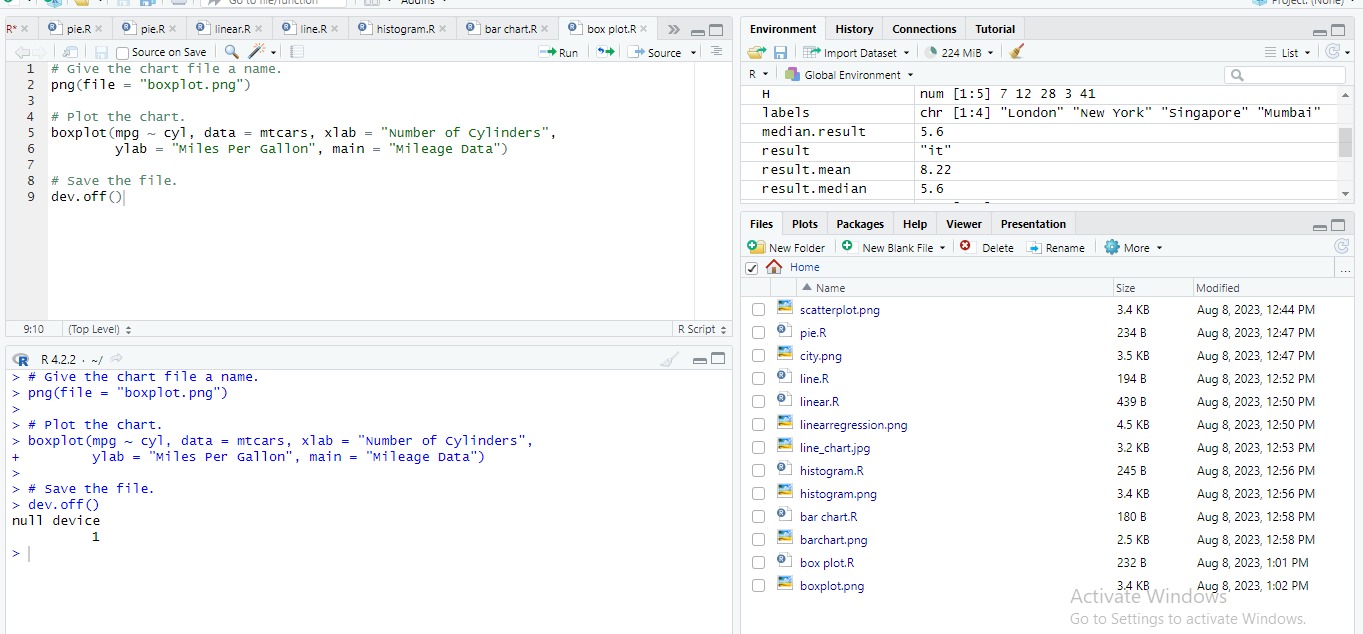 Go to file/function
Addins
Project: (None)
R*
pie.R
pie.R
linear.R
line.R
histogram.R
bar chart.R
box plot.R
Source on Save
Run
Source
1 # Give the chart file a name.
2 png(file = "boxplot.png")
3
4 # Plot the chart.
5 boxplot(mpg ~ cyl, data = mtcars, xlab = "Number of Cylinders",
6 ylab = "Miles Per Gallon", main = "Mileage Data")
7
8 # Save the file.
9 dev.off()
9:10 (Top Level) R Script
R 4.2.2 · ~/
> # Give the chart file a name.
> png(file = "boxplot.png")
>
> # Plot the chart.
> boxplot(mpg ~ cyl, data = mtcars, xlab = "Number of Cylinders",
+ ylab = "Miles Per Gallon", main = "Mileage Data")
>
> # Save the file.
> dev.off()
null device
1
>
Environment History Connections Tutorial
Import Dataset 224 MiB List
R Global Environment
H num [1:5] 7 12 28 3 41
labels chr [1:4] "London" "New York" "Singapore" "Mumbai"
median.result 5.6
result "it"
result.mean 8.22
result.median 5.6
Files Plots Packages Help Viewer Presentation
New Folder New Blank File Delete Rename More
Home ...
Name Size Modified
scatterplot.png 3.4 KB Aug 8, 2023, 12:44 PM
pie.R 234 B Aug 8, 2023, 12:47 PM
city.png 3.5 KB Aug 8, 2023, 12:47 PM
line.R 194 B Aug 8, 2023, 12:52 PM
linear.R 439 B Aug 8, 2023, 12:50 PM
linearregression.png 4.5 KB Aug 8, 2023, 12:50 PM
line_chart.jpg 3.2 KB Aug 8, 2023, 12:53 PM
histogram.R 245 B Aug 8, 2023, 12:56 PM
histogram.png 3.4 KB Aug 8, 2023, 12:56 PM
bar chart.R 180 B Aug 8, 2023, 12:58 PM
barchart.png 2.5 KB Aug 8, 2023, 12:58 PM
box plot.R 232 B Aug 8, 2023, 1:01 PM
boxplot.png 3.4 KB Aug 8, 2023, 1:02 PM
Activate Windows
Go to Settings to activate Windows.